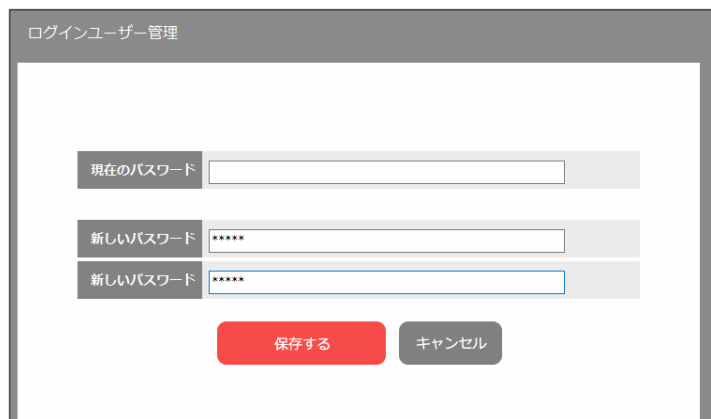 ログインユーザー管理
現在のパスワード
新しいパスワード *****
新しいパスワード *****
保存する キャンセル